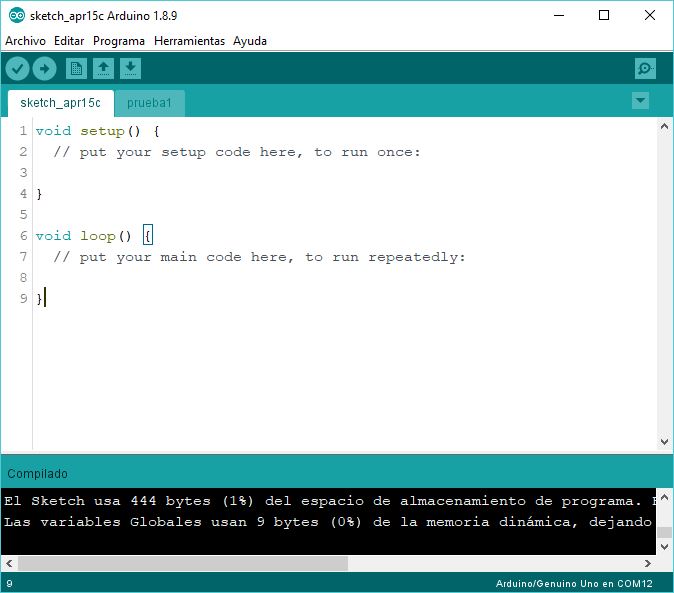 sketch_apr15c Arduino 1.8.9
Archivo Editar Programa Herramientas Ayuda
sketch_apr15c prueba1
1 void setup() {
2   // put your setup code here, to run once:
3
4 }
5
6 void loop() {
7   // put your main code here, to run repeatedly:
8
9 }
Compilado
El Sketch usa 444 bytes (1%) del espacio de almacenamiento de programa.
Las variables Globales usan 9 bytes (0%) de la memoria dinámica, dejando
9 Arduino/Genuino Uno en COM12